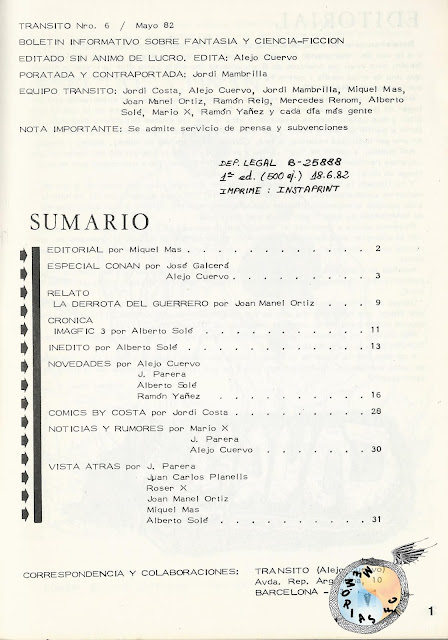 TRANSITO Nro. 6 / Mayo 82
BOLETIN INFORMATIVO SOBRE FANTASIA Y CIENCIA-FICCION
EDITADO SIN ANIMO DE LUCRO. EDITA: Alejo Cuervo
PORATADA Y CONTRAPORTADA: Jordi Mambrilla
EQUIPO TRANSITO: Jordi Costa, Alejo Cuervo, Jordi Mambrilla, Miquel Mas,
Joan Manel Ortiz, Ramón Reig, Mercedes Renom, Alberto
Solé, Mario X, Ramón Yañez y cada día más gente
NOTA IMPORTANTE: Se admite servicio de prensa y subvenciones
DEP. LEGAL B-25888
1ª ed. (500 ej.) 18.6.82
IMPRIME : INSTAPRINT
SUMARIO
EDITORIAL por Miquel Mas . . . . . . . . . . . . . 2
ESPECIAL CONAN por José Galcerá
Alejo Cuervo . . . . . . . . . . 3
RELATO
LA DERROTA DEL GUERRERO por Joan Manel Ortiz . . . 9
CRONICA
IMAGFIC 3 por Alberto Solé . . . . . . . . . . . 11
INEDITO por Alberto Solé . . . . . . . . . . . . 13
NOVEDADES por Alejo Cuervo
J. Parera
Alberto Solé
Ramón Yañez . . . . . . . . . . 16
COMICS BY COSTA por Jordi Costa . . . . . . . . . 28
NOTICIAS Y RUMORES por Mario X
J. Parera
Alejo Cuervo . . . . . . . 30
VISTA ATRAS por J. Parera
Juan Carlos Planells
Roser X
Joan Manel Ortiz
Miquel Mas
Alberto Solé . . . . . . . . . . 31
CORRESPONDENCIA Y COLABORACIONES: TRANSITO (Alejo
Avda. Rep. 10
BARCELONA -
MEMORIAS
1